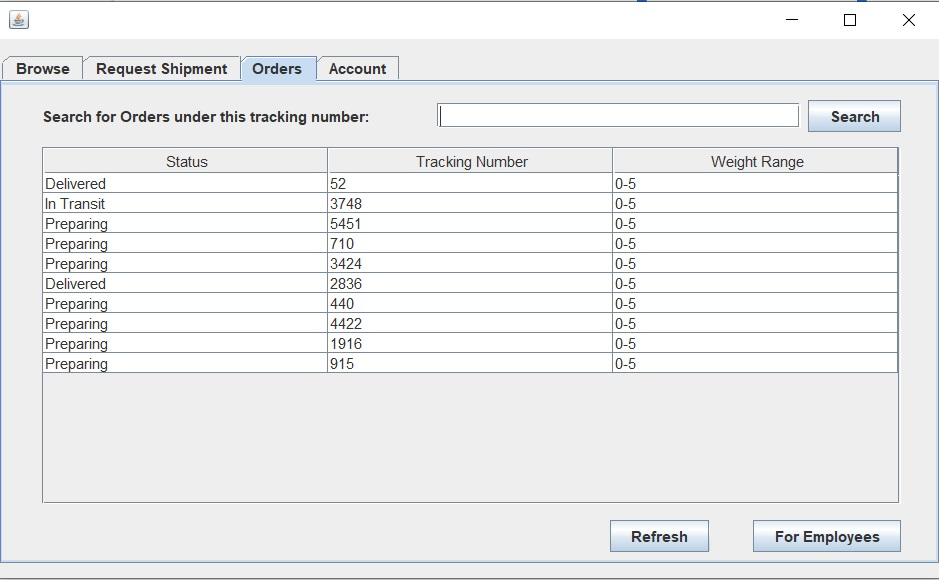 Browse Request Shipment Orders Account
Search for Orders under this tracking number: Search
Status Tracking Number Weight Range
Delivered 52 0-5
In Transit 3748 0-5
Preparing 5451 0-5
Preparing 710 0-5
Preparing 3424 0-5
Delivered 2836 0-5
Preparing 440 0-5
Preparing 4422 0-5
Preparing 1916 0-5
Preparing 915 0-5
Refresh For Employees